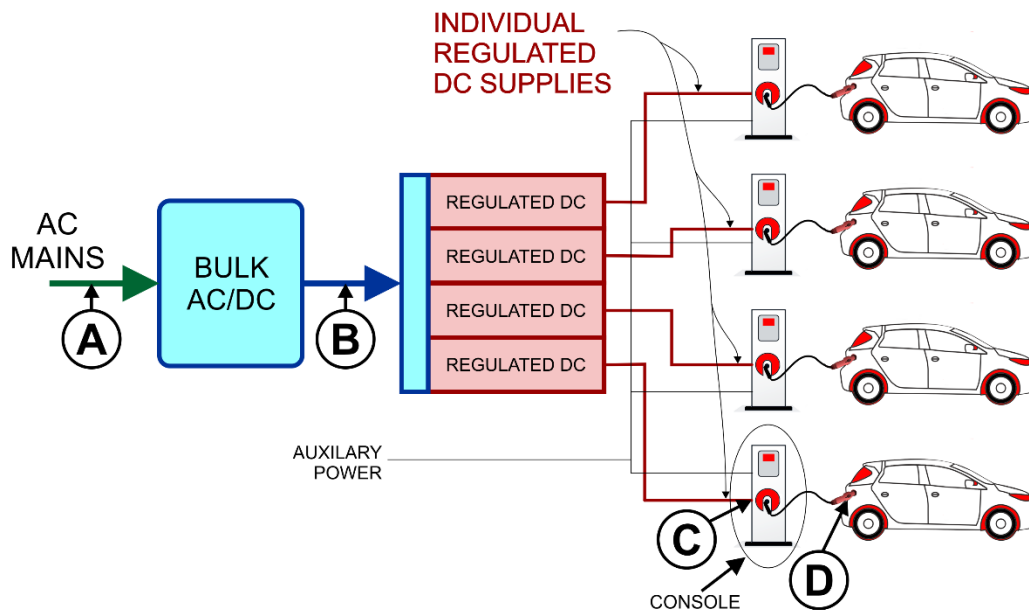 INDIVIDUAL
REGULATED
DC SUPPLIES
AC
MAINS
A
BULK
AC/DC
B
REGULATED DC
REGULATED DC
REGULATED DC
REGULATED DC
AUXILARY
POWER
C
D
CONSOLE